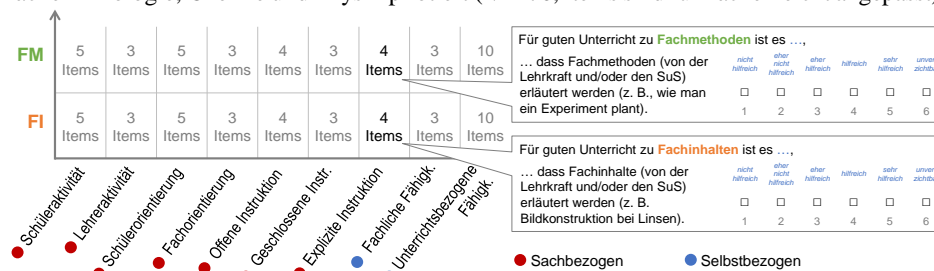 FM
5 3 5 3 4 3 4 3 10
Items Items Items Items Items Items Items Items Items
FI
5 3 5 3 4 3 4 3 10
Items Items Items Items Items Items Items Items Items
Schüleraktivität
Lehreraktivität
Schülerorientierung
Fachorientierung
Offene Instruktion
Geschlossene Instr.
Explizite Instruktion
Fachliche Fähigk.
Unterrichtsbezogene
Fähigk.
Für guten Unterricht zu Fachmethoden ist es …,
… dass Fachmethoden (von der
Lehrkraft und/oder den SuS)
erläutert werden (z. B., wie man
ein Experiment plant).
nicht hilfreich
eher nicht hilfreich
eher hilfreich
hilfreich
sehr hilfreich
□ □ □ □ □ □
1 2 3 4 5 6
Für guten Unterricht zu Fachinhalten ist es …,
… dass Fachinhalte (von der
Lehrkraft und/oder den SuS)
erläutert werden (z. B.
Bildkonstruktion bei Linsen).
nicht hilfreich
eher nicht hilfreich
eher hilfreich
hilfreich
sehr hilfreich
□ □ □ □ □ □
1 2 3 4 5 6
Sachbezogen
Selbstbezogen